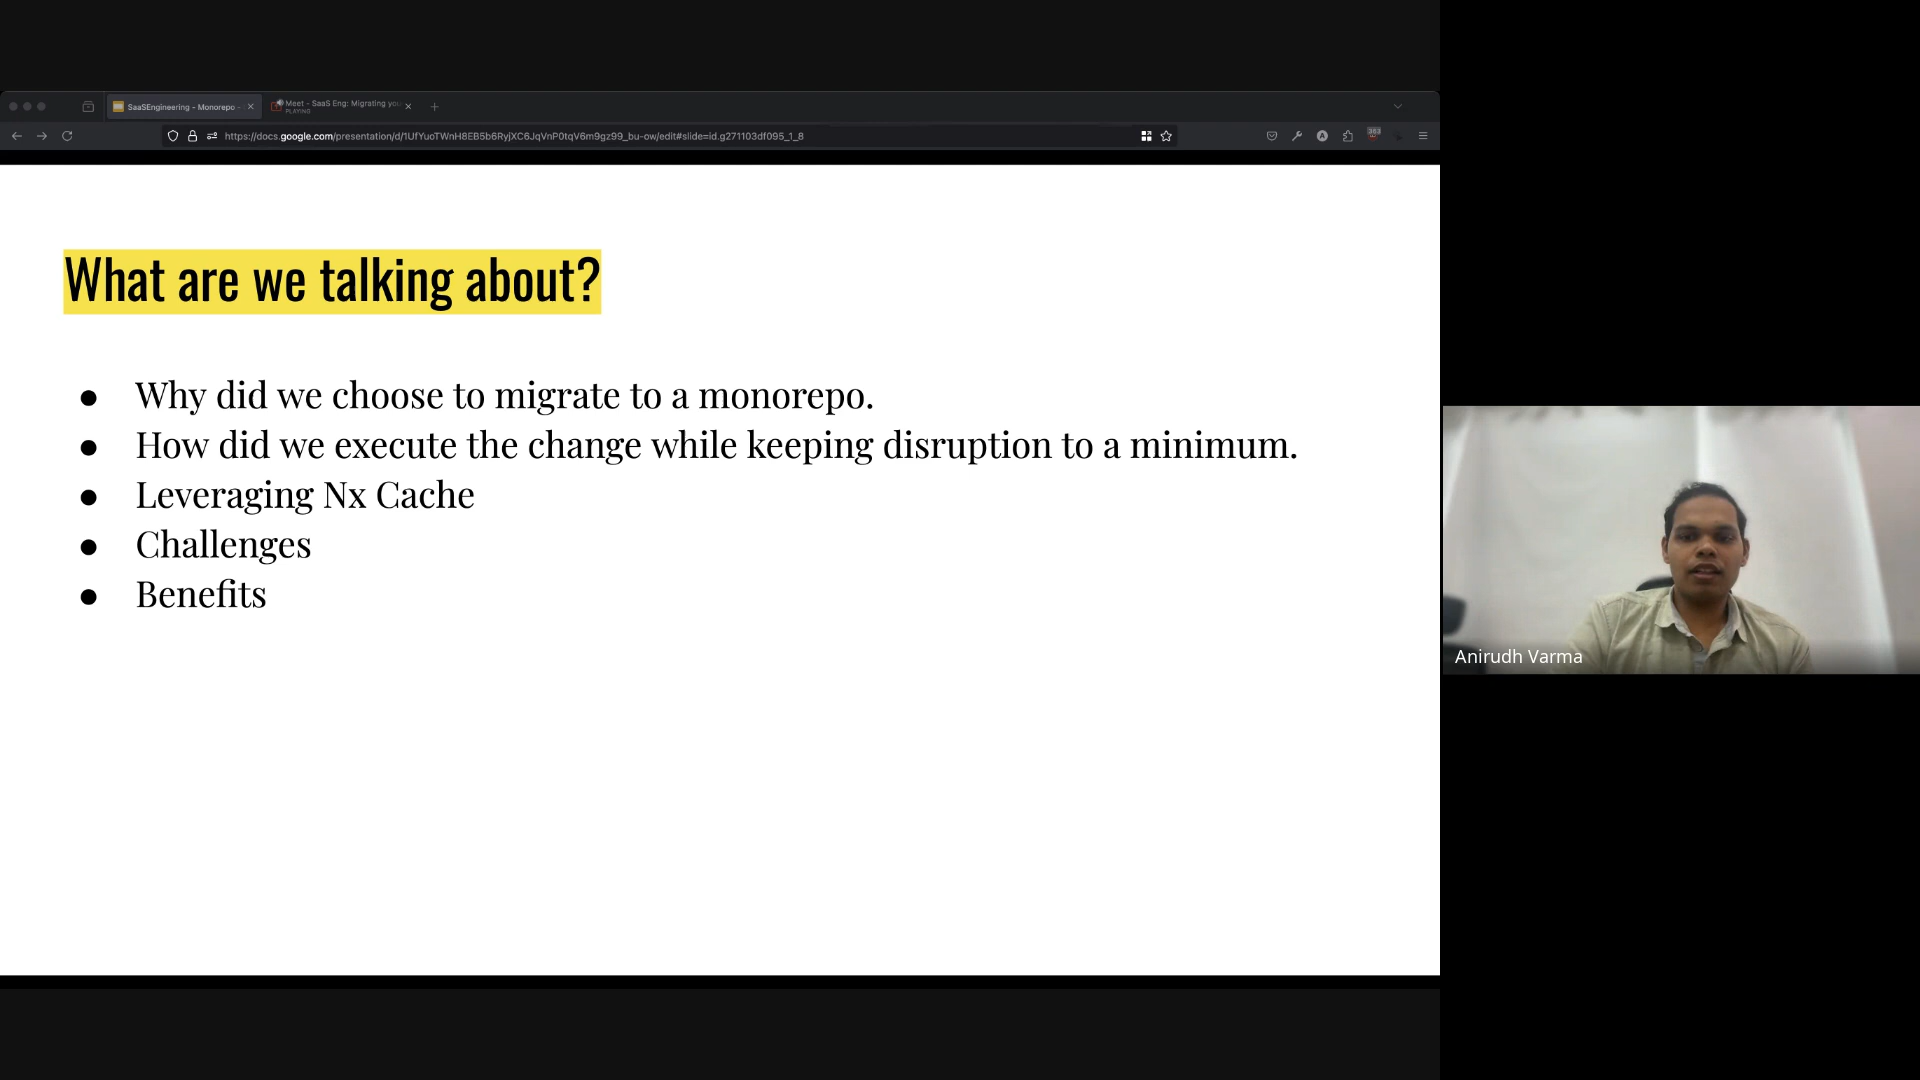 SaaSEngineering - Monorepo -
Meet - SaaS Eng: Migrating you
PLAYING
https://docs.google.com/presentation/d/1UfYuoTWnH8EB5b6RyjXC6JqVnP0tqV6m9gz99_bu-ow/edit#slide=id.g271103df095_1_8
What are we talking about?
● Why did we choose to migrate to a monorepo.
● How did we execute the change while keeping disruption to a minimum.
● Leveraging Nx Cache
● Challenges
● Benefits
Anirudh Varma